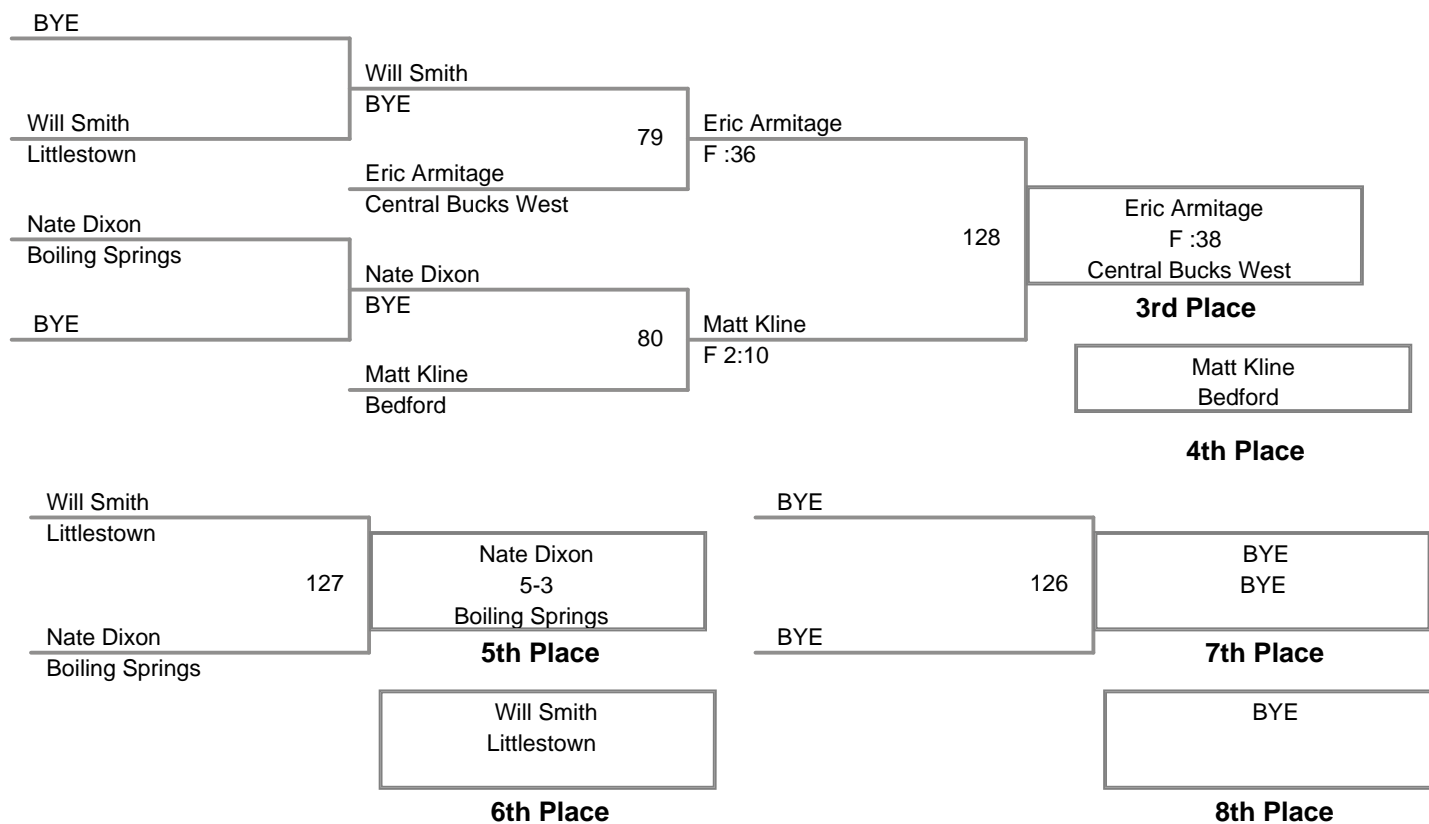 BYE
Will Smith
BYE
Will Smith
Littlestown
79
Eric Armitage
F :36
Eric Armitage
Central Bucks West
Nate Dixon
Boiling Springs
128
Eric Armitage
F :38
Central Bucks West
3rd Place
Nate Dixon
BYE
BYE
80
Matt Kline
F 2:10
Matt Kline
Bedford
Matt Kline
Bedford
4th Place
Will Smith
Littlestown
127
Nate Dixon
5-3
Boiling Springs
Nate Dixon
Boiling Springs
5th Place
Will Smith
Littlestown
6th Place
BYE
126
BYE
BYE
BYE
7th Place
BYE
8th Place